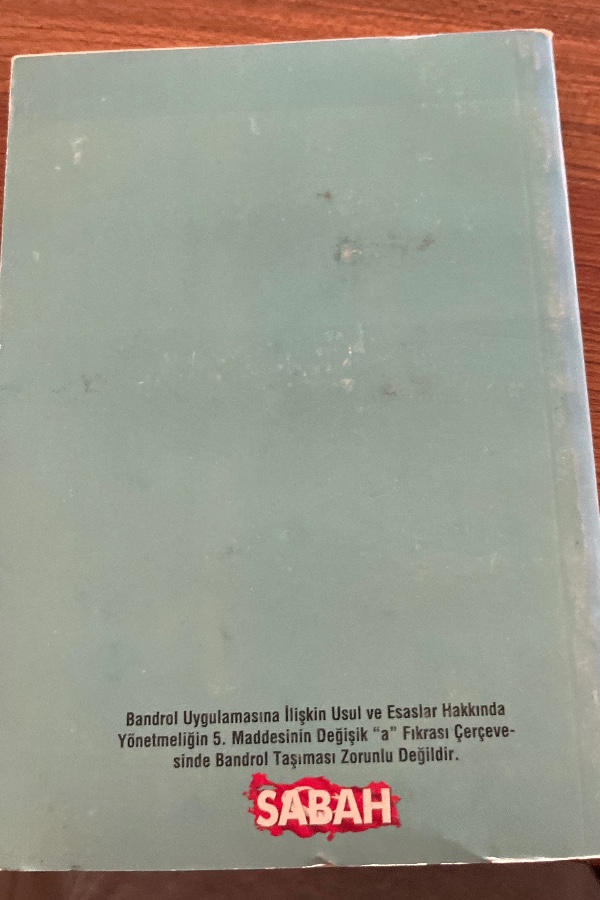 Bandrol Uygulamasına İlişkin Usul ve Esaslar Hakkında
Yönetmeliğin 5. Maddesinin Değişik "a" Fıkrası Çerçeve-
sinde Bandrol Taşıması Zorunlu Değildir.
SABAH